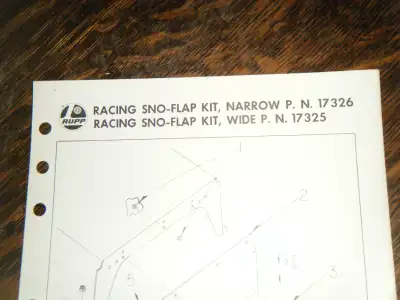 RUPP
RACING SNO-FLAP KIT, NARROW P. N. 17326
RACING SNO-FLAP KIT, WIDE P. N. 17325
1
2
3
5